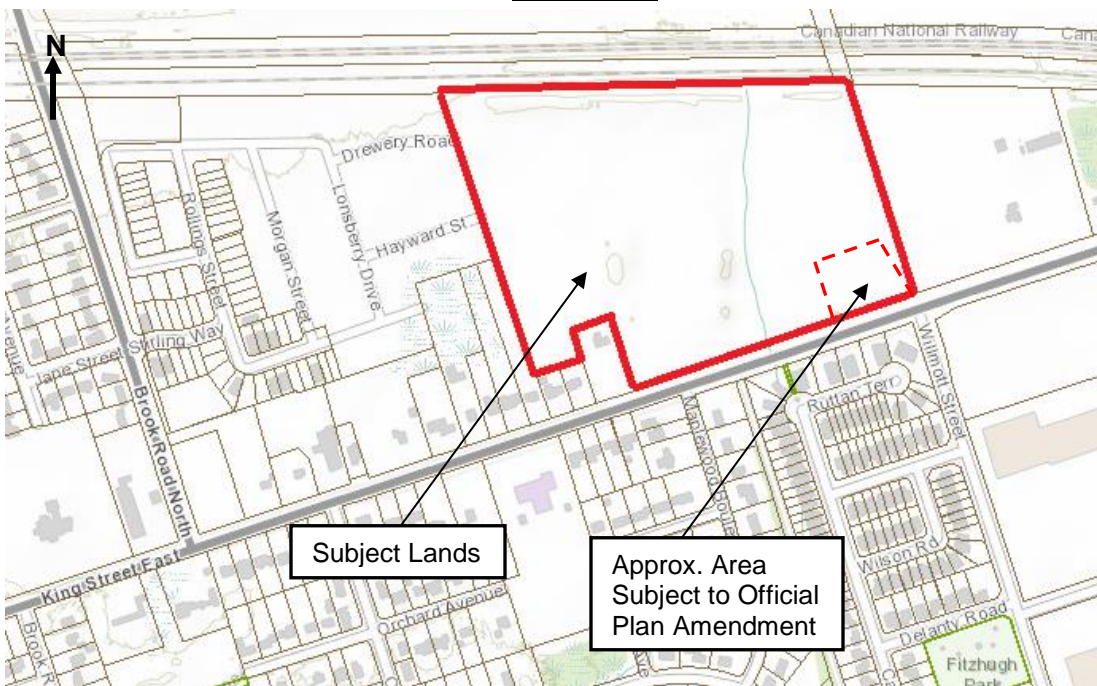 N
Canadian National Railway
Drewery Road
Rollings Street
Morgan Street
Lonsberry Drive
Hayward St
Jane Street
Stirling Way
Brook Road North
King Street East
Subject Lands
Approx. Area
Subject to Official
Plan Amendment
Willmott Street
Ruttan Terr
Wilson Rd
Orchard Avenue
Delanty Road
Fitzhugh
Park